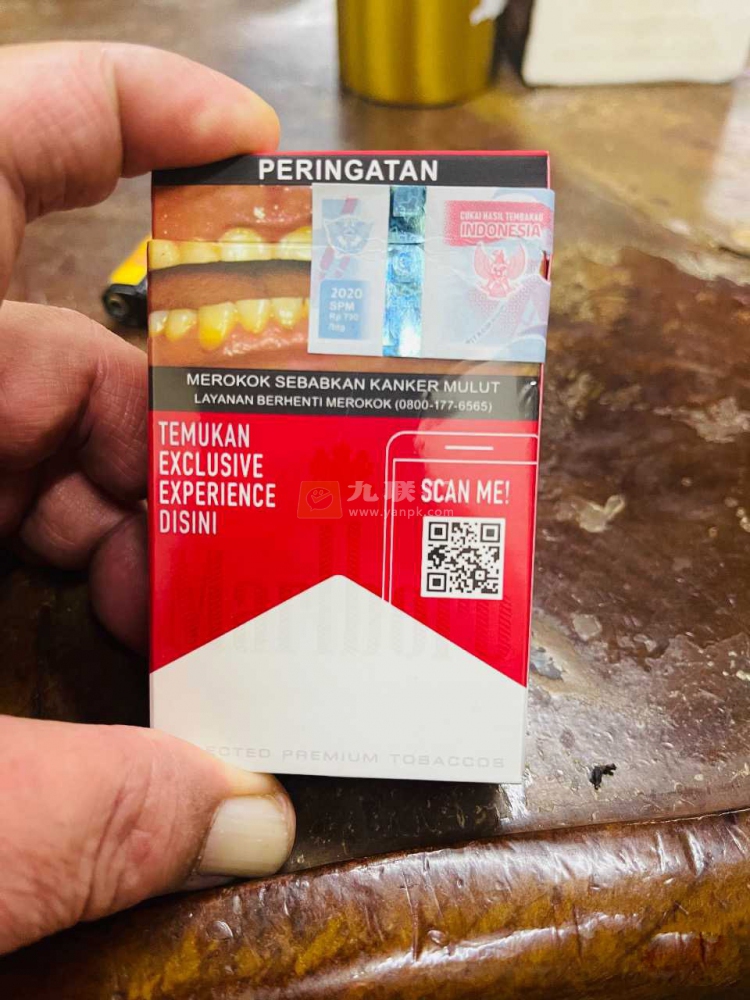 PERINGATAN
CUKAI HASIL TEMBAKAU
INDONESIA
2020
SPM
MEROKOK SEBABKAN KANKER MULUT
LAYANAN BERHENTI MEROKOK (0800-177-6565)
TEMUKAN
EXCLUSIVE
EXPERIENCE
DISINI
SCAN ME!
九联
www.yanpk.com
Marlboro
PREMIUM TOBACCOS